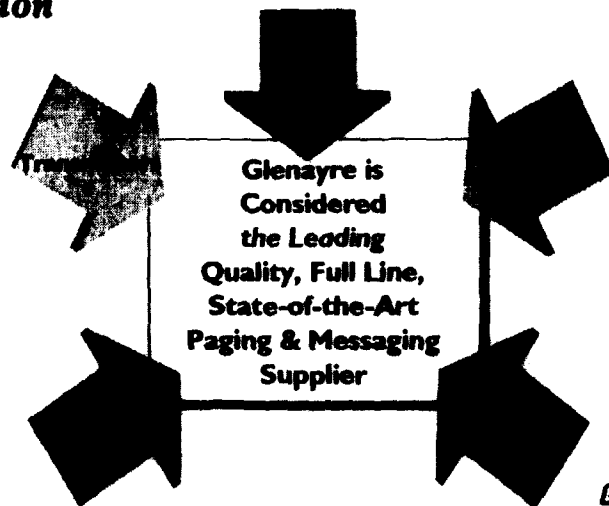 Glenayre is
Considered
the Leading
Quality, Full Line,
State-of-the-Art
Paging & Messaging
Supplier